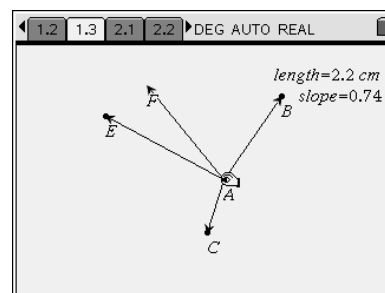 1.2 1.3 2.1 2.2 DEG AUTO REAL
length=2.2 cm
slope=0.74
F
B
E
A
C